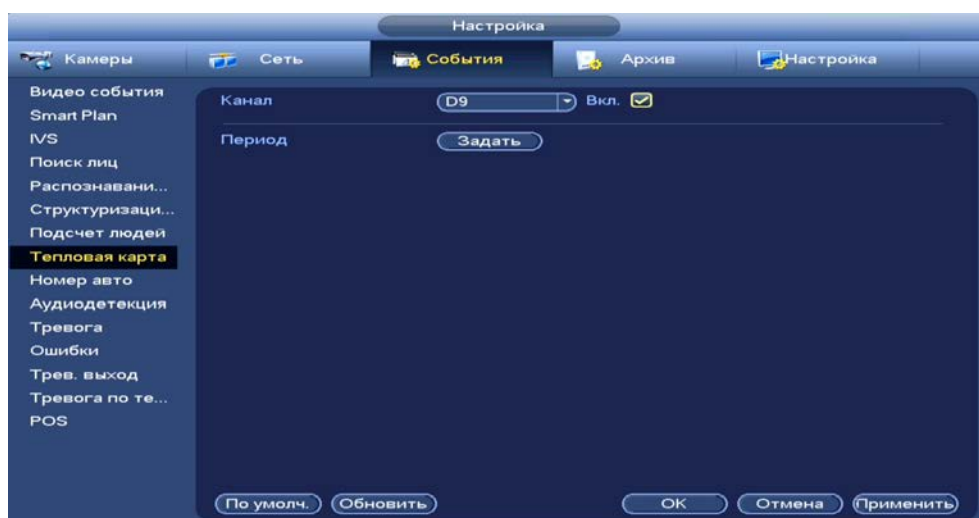 Настройка
Камеры
Сеть
События
Архив
Настройка
Видео события
Smart Plan
IVS
Поиск лиц
Распознавани...
Структуризаци...
Подсчет людей
Тепловая карта
Номер авто
Аудиодетекция
Тревога
Ошибки
Трев. выход
Тревога по те...
POS
Канал
D9
Вкл.
Период
Задать
По умолч.
Обновить
OK
Отмена
Применить